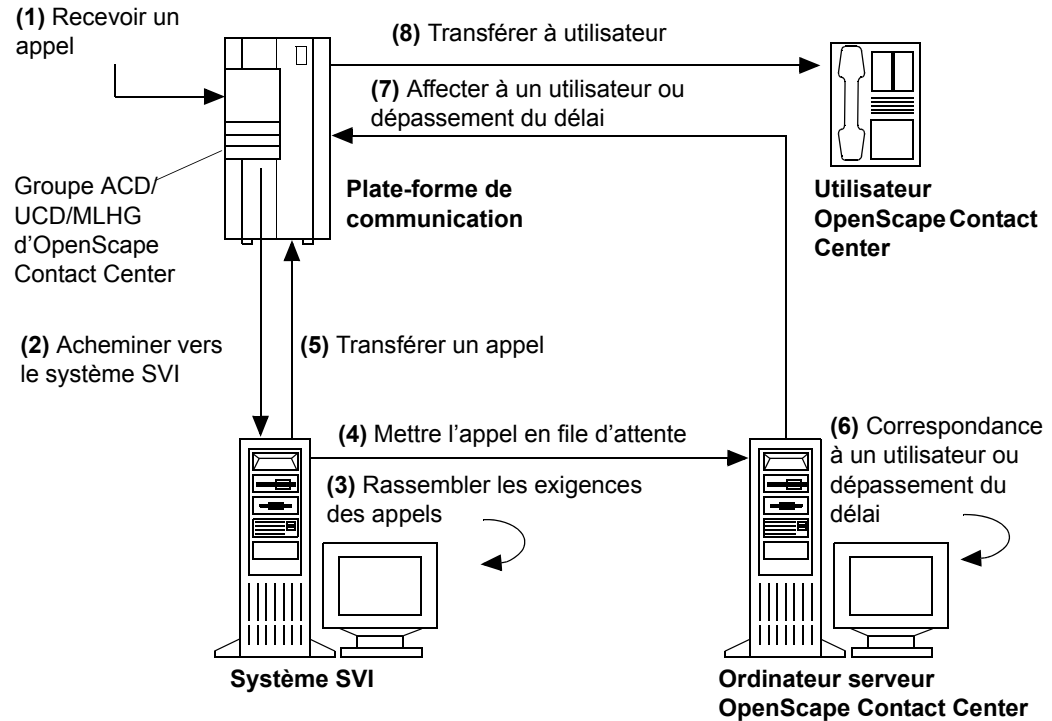 (1) Recevoir un
appel
(8) Transférer à utilisateur
(7) Affecter à un utilisateur ou
dépassement du délai
Groupe ACD/
UCD/MLHG
d’OpenScape
Contact Center
Plate-forme de
communication
Utilisateur
OpenScape Contact
Center
(2) Acheminer vers
le système SVI
(5) Transférer un appel
(4) Mettre l’appel en file d’attente
(3) Rassembler les exigences
des appels
(6) Correspondance
à un utilisateur ou
dépassement du
délai
Système SVI
Ordinateur serveur
OpenScape Contact Center